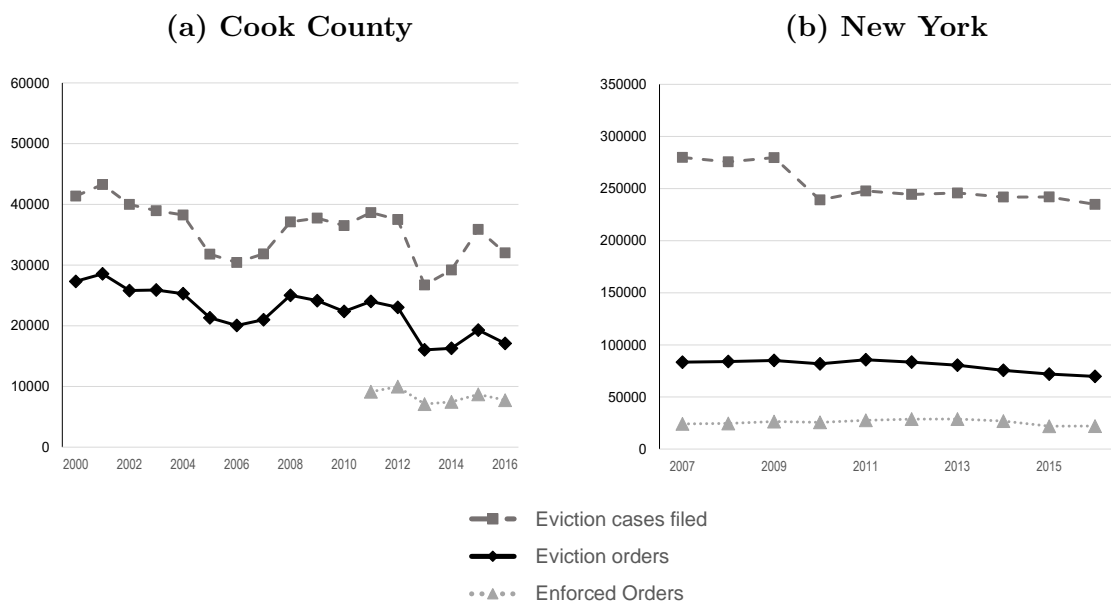 (a) Cook County
(b) New York
60000
50000
40000
30000
20000
10000
0
2000 2002 2004 2006 2008 2010 2012 2014 2016
350000
300000
250000
200000
150000
100000
50000
0
2007 2009 2011 2013 2015
Eviction cases filed
Eviction orders
Enforced Orders